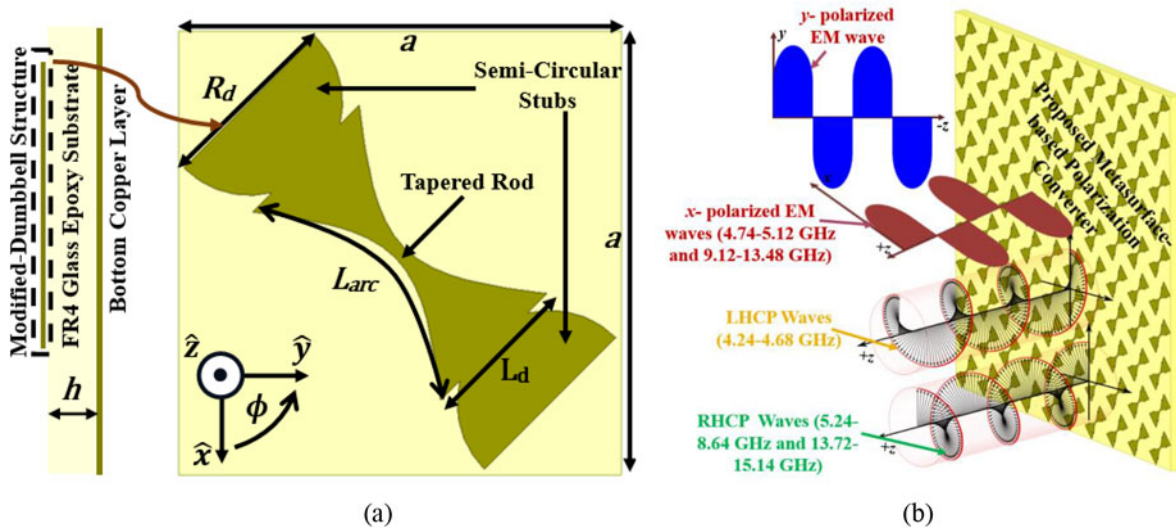 Modified-Dumbbell Structure
FR4 Glass Epoxy Substrate
Bottom Copper Layer
h
a
R_d
Semi-Circular
Stubs
Tapered Rod
L_arc
a
L_d
ẑ
ŷ
ϕ
x̂
(a)
y- polarized
EM wave
y
-z
x
x- polarized EM
waves (4.74-5.12 GHz
and 9.12-13.48 GHz)
+z
LHCP Waves
(4.24-4.68 GHz)
+z
RHCP Waves (5.24-
8.64 GHz and 13.72-
15.14 GHz)
+z
Proposed Metasurface-
based Polarization
Converter
(b)